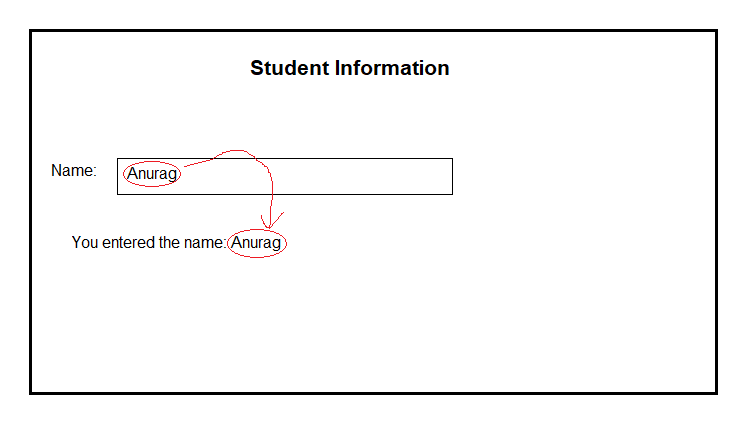 Student Information
Name: Anurag
You entered the name: Anurag